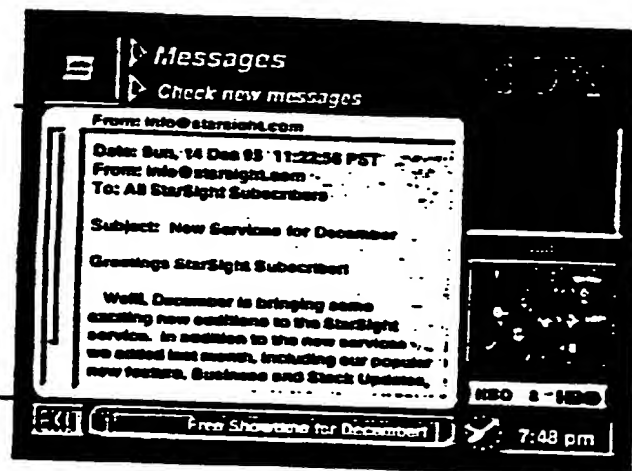 Messages
Check new messages
From: info@starsight.com
Date: Sun, 14 Dec 95 11:22:56 PST
From: info@starsight.com
To: All StarSight Subscribers
Subject: New Services for December
Greetings StarSight Subscriber!
Well, December is bringing some
exciting new additions to the StarSight
service. In addition to the new services
we added last month, including our popular
new feature, Business and Stock Updates,
HBO
Free Showtime for December!
7:48 pm